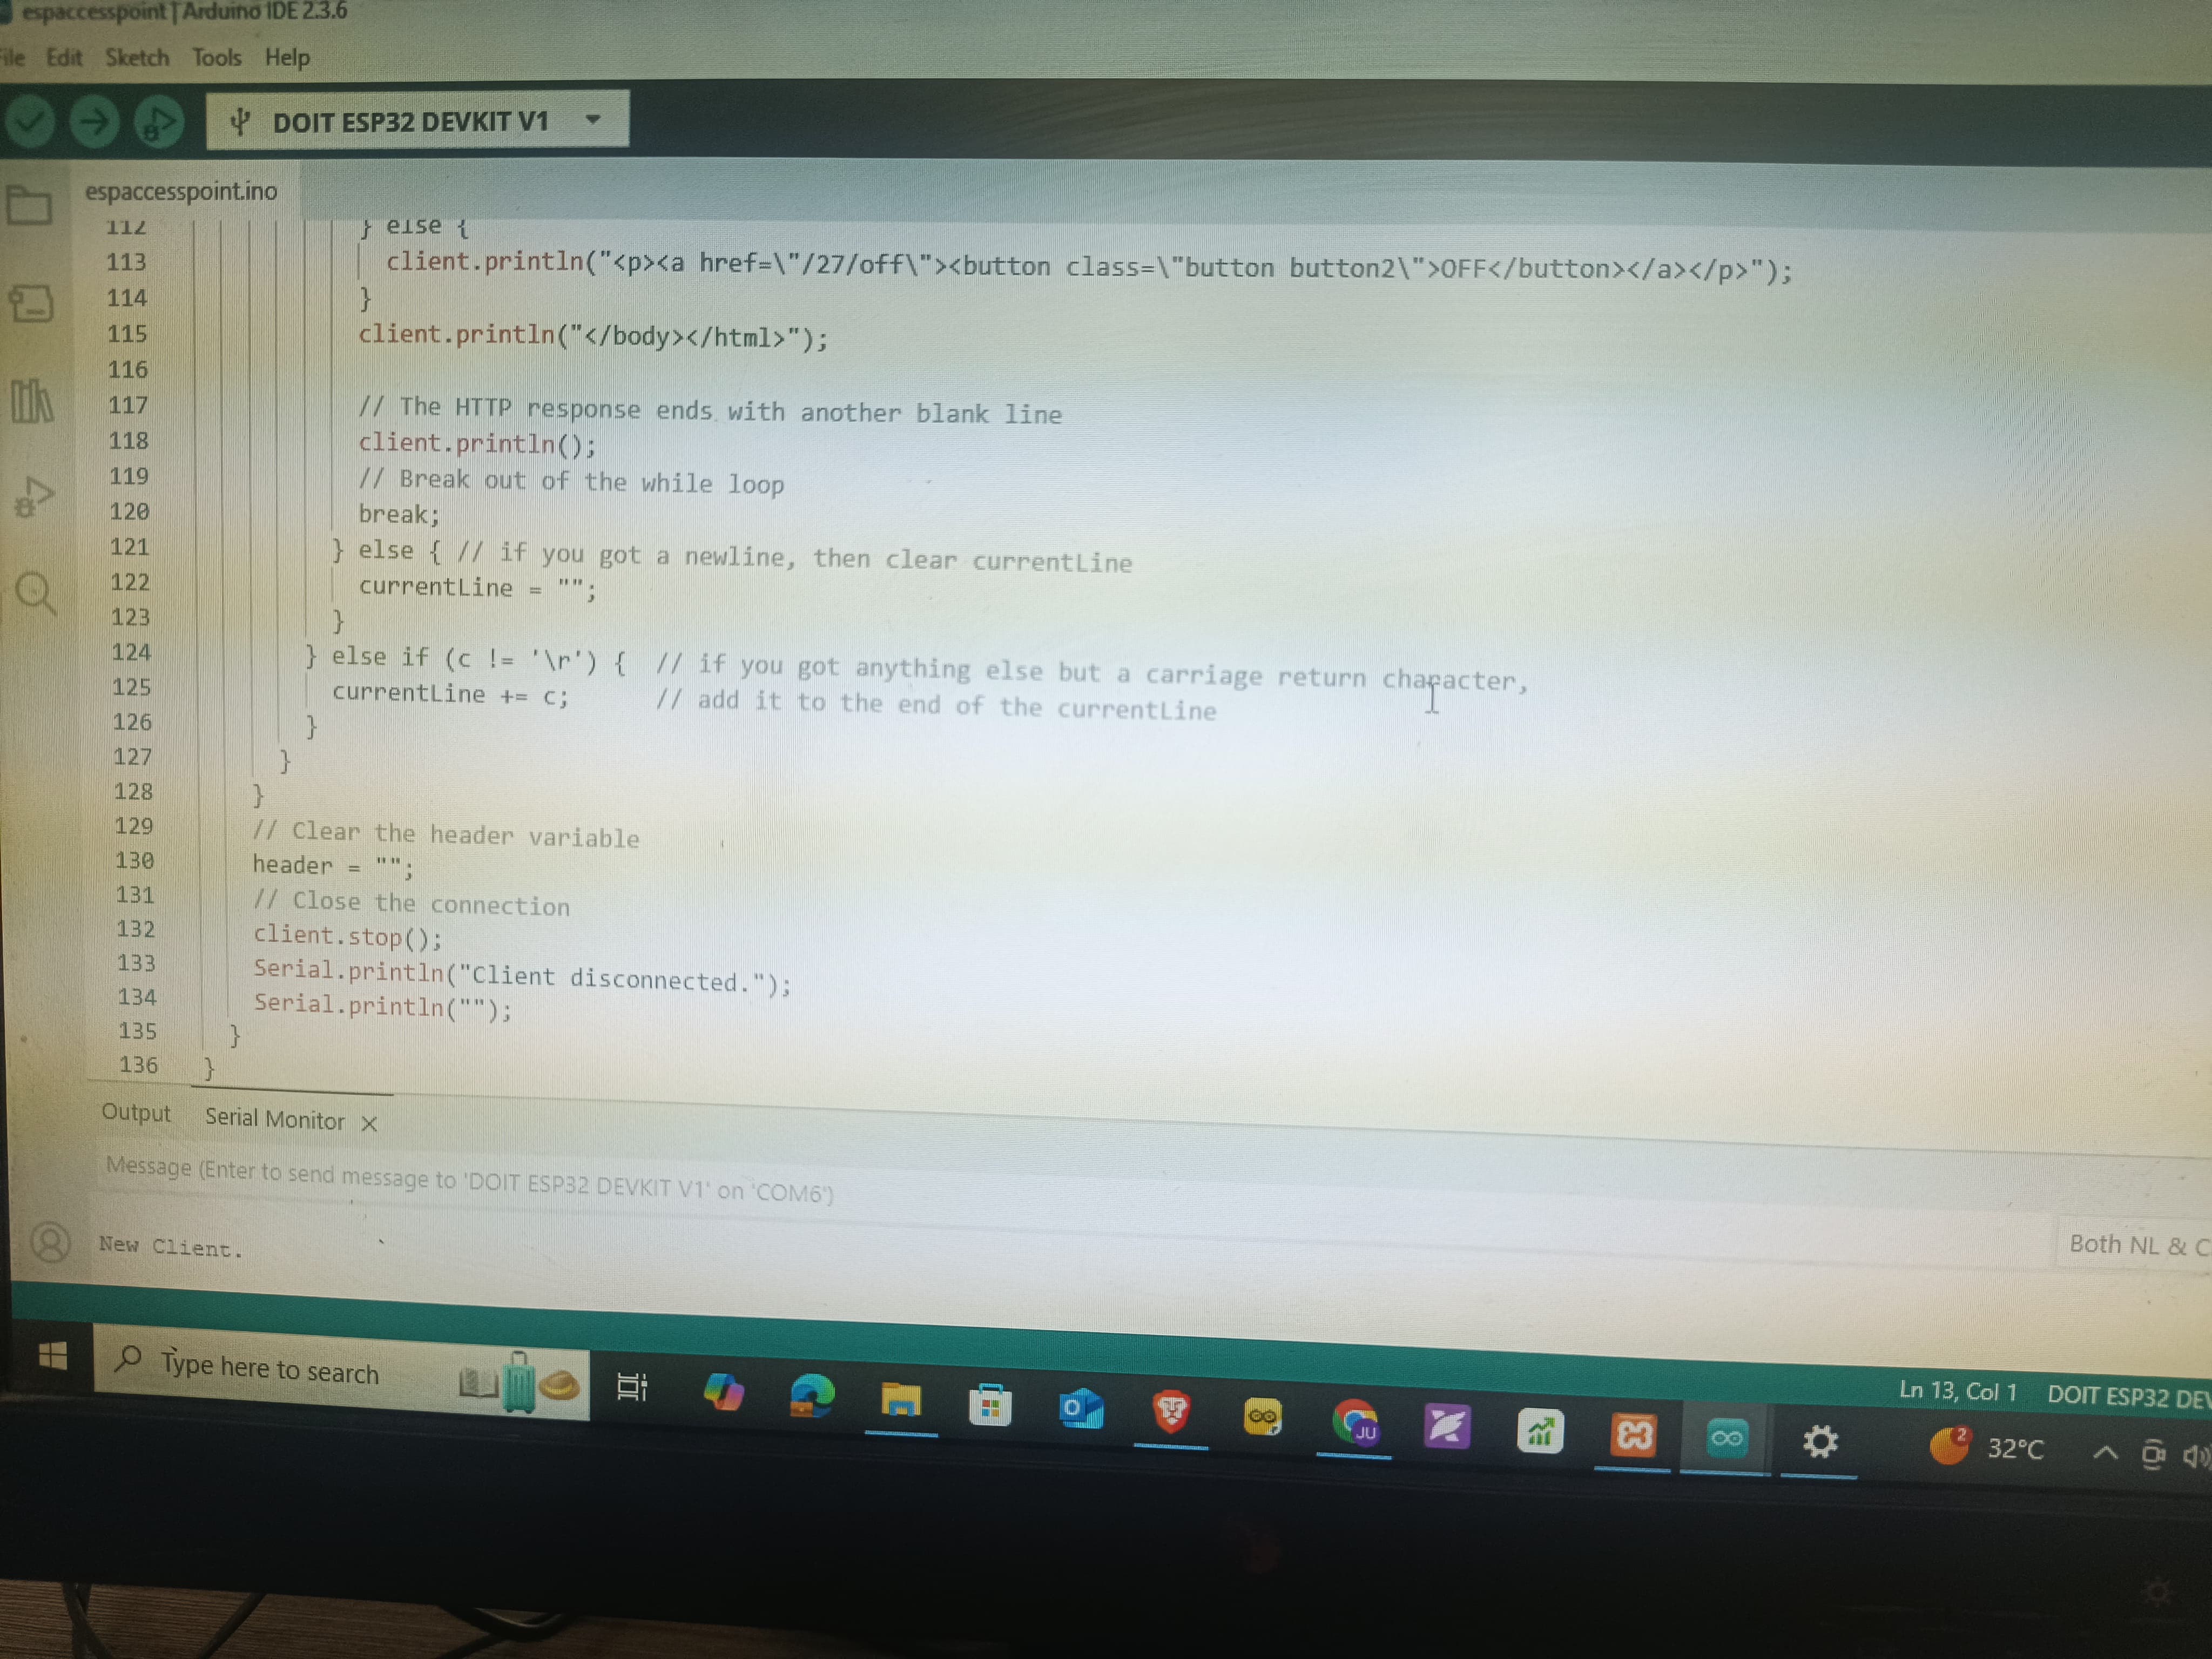 espaccesspoint | Arduino IDE 2.3.6
File Edit Sketch Tools Help
DOIT ESP32 DEVKIT V1
espaccesspoint.ino
112 } else {
113 client.println("<p><a href=\"/27/off\"><button class=\"button button2\">OFF</button></a></p>");
114 }
115 client.println("</body></html>");
116
117 // The HTTP response ends with another blank line
118 client.println();
119 // Break out of the while loop
120 break;
121 } else { // if you got a newline, then clear currentLine
122 currentLine = "";
123 }
124 } else if (c != '\r') { // if you got anything else but a carriage return character,
125 currentLine += c; // add it to the end of the currentLine
126 }
127 }
128 }
129 // Clear the header variable
130 header = "";
131 // Close the connection
132 client.stop();
133 Serial.println("Client disconnected.");
134 Serial.println("");
135 }
136 }
Output Serial Monitor
Message (Enter to send message to 'DOIT ESP32 DEVKIT V1' on 'COM6')
New Client.
Both NL & C
Ln 13, Col 1 DOIT ESP32 DEV
Type here to search
JU
2
32°C